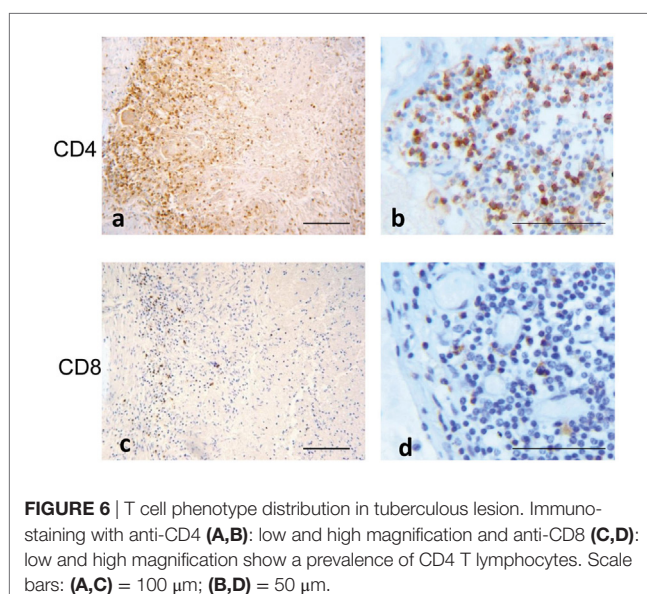 CD4
a
b
CD8
c
d
FIGURE 6 | T cell phenotype distribution in tuberculous lesion. Immuno-
staining with anti-CD4 (A,B): low and high magnification and anti-CD8 (C,D):
low and high magnification show a prevalence of CD4 T lymphocytes. Scale
bars: (A,C) = 100 μm; (B,D) = 50 μm.